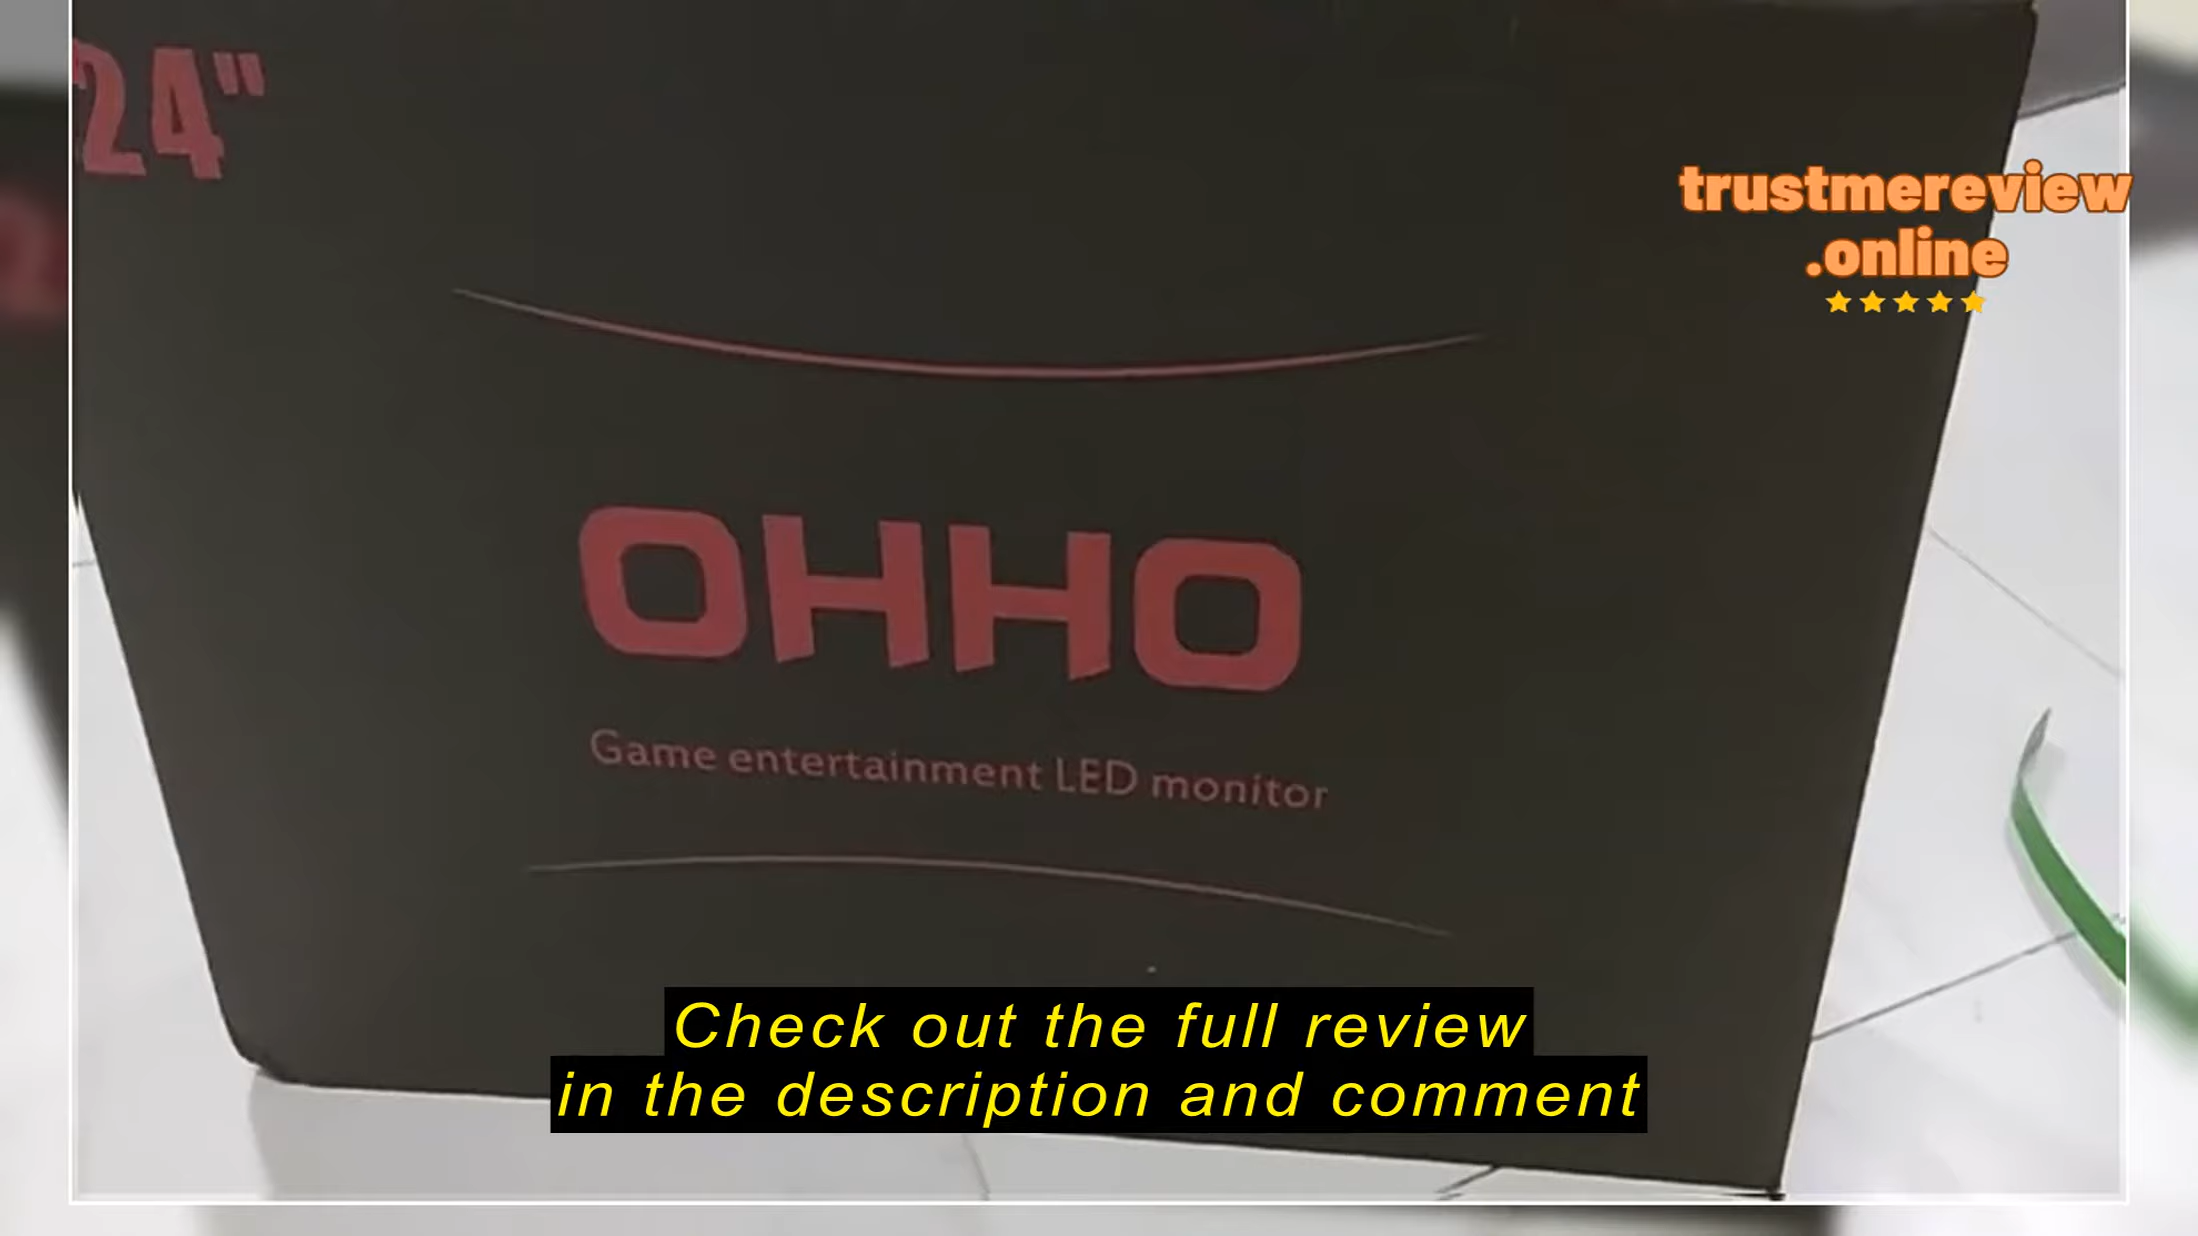 24"
trustmereview
.online
OHHO
Game entertainment LED monitor
Check out the full review
in the description and comment